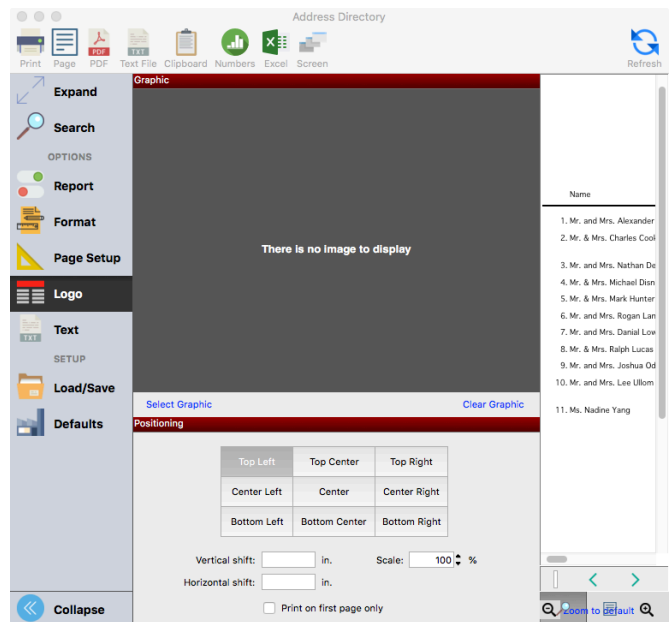 Address Directory
Print Page PDF Text File Clipboard Numbers Excel Screen Refresh
Expand
Search
OPTIONS
Report
Format
Page Setup
Logo
Text
SETUP
Load/Save
Defaults
Collapse
Graphic
There is no image to display
Select Graphic Clear Graphic
Positioning
Top Left Top Center Top Right
Center Left Center Center Right
Bottom Left Bottom Center Bottom Right
Vertical shift: in. Scale: 100 %
Horizontal shift: in.
Print on first page only
Name
1. Mr. and Mrs. Alexander
2. Mr. & Mrs. Charles Cool
3. Mr. and Mrs. Nathan De
4. Mr. & Mrs. Michael Disn
5. Mr. & Mrs. Mark Hunter
6. Mr. and Mrs. Rogan Lan
7. Mr. and Mrs. Danial Low
8. Mr. & Mrs. Ralph Lucas
9. Mr. and Mrs. Joshua Od
10. Mr. and Mrs. Lee Ullom
11. Ms. Nadine Yang
Zoom to default